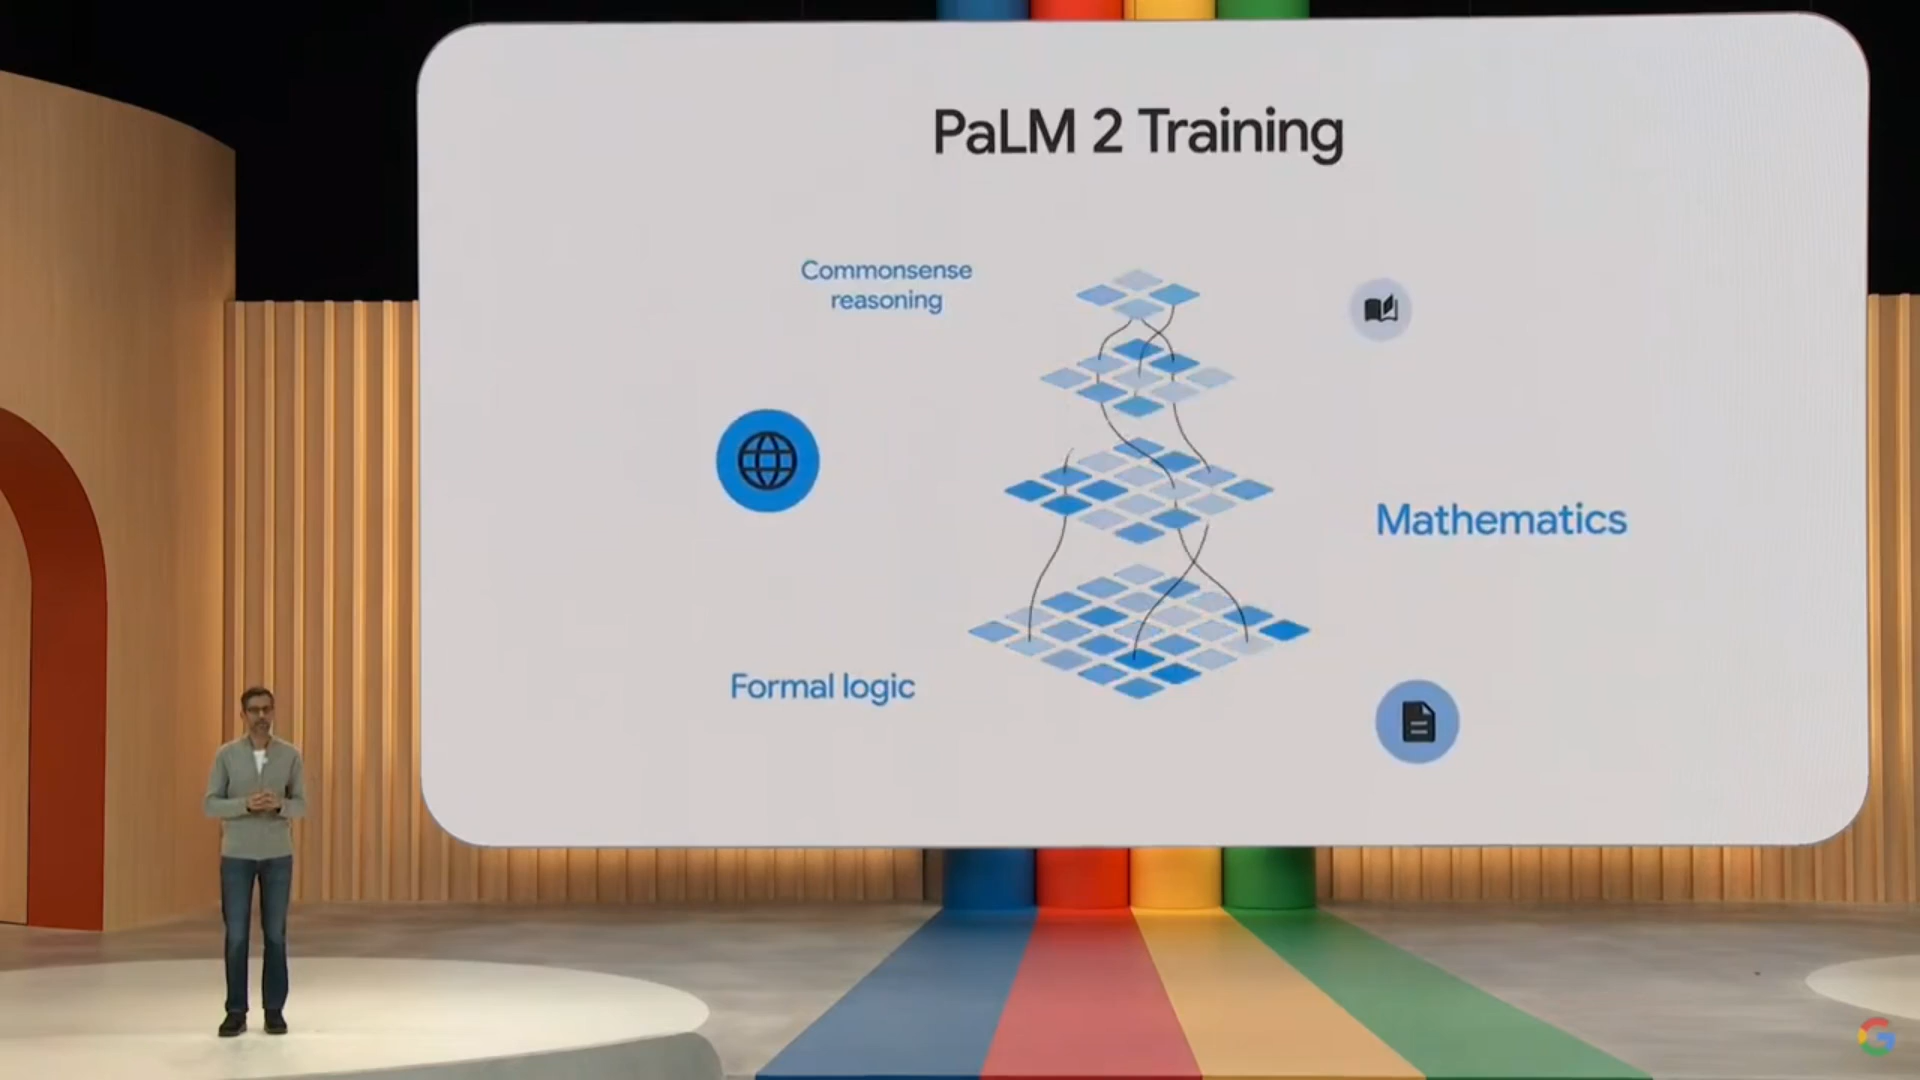 PaLM 2 Training
Commonsense
reasoning
Mathematics
Formal logic